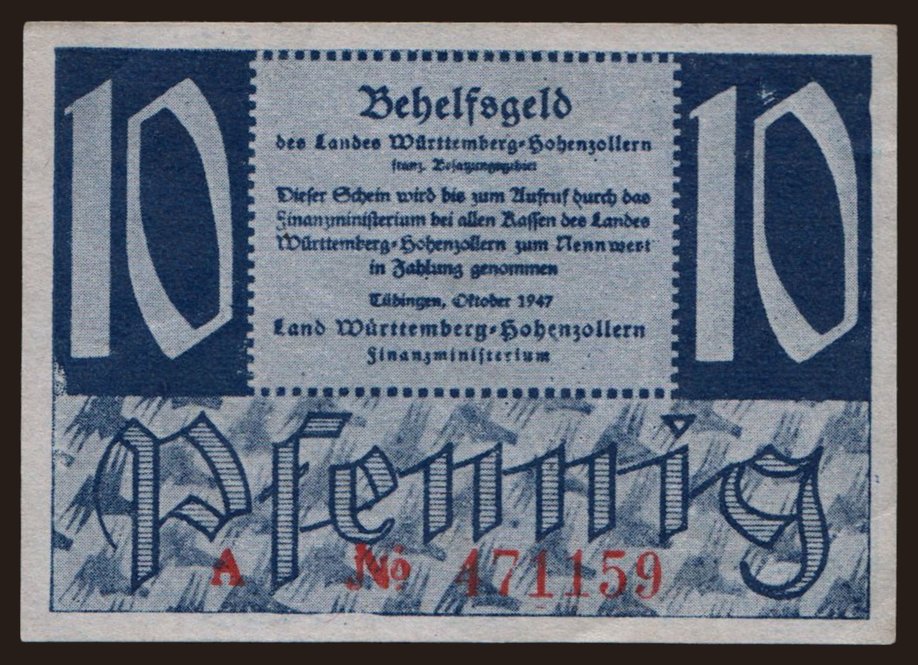 10
Behelfsgeld
10
des Landes Württemberg-Hohenzollern
franz. Besatzungsgebiet
Dieser Schein wird bis zum Aufruf durch das
Finanzministerium bei allen Kassen des Landes
Württemberg-Hohenzollern zum Nennwert
in Zahlung genommen
Tübingen, Oktober 1947
Land Württemberg-Hohenzollern
Finanzministerium
Pfennig
A № 471159